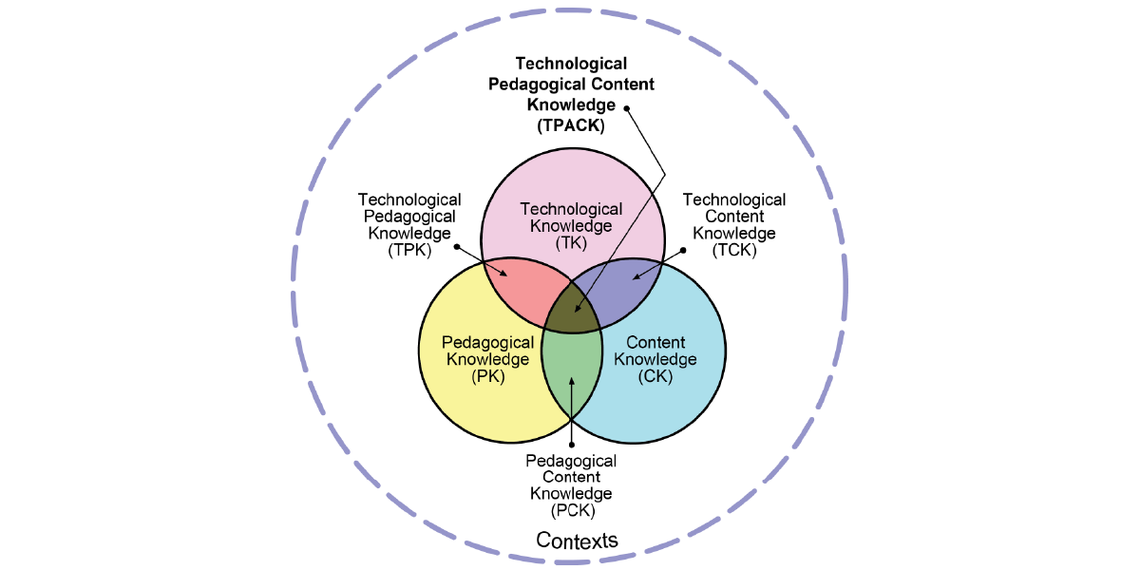 Technological
Pedagogical Content
Knowledge
(TPACK)
Technological
Pedagogical
Knowledge
(TPK)
Technological
Knowledge
(TK)
Technological
Content
Knowledge
(TCK)
Pedagogical
Knowledge
(PK)
Content
Knowledge
(CK)
Pedagogical
Content
Knowledge
(PCK)
Contexts